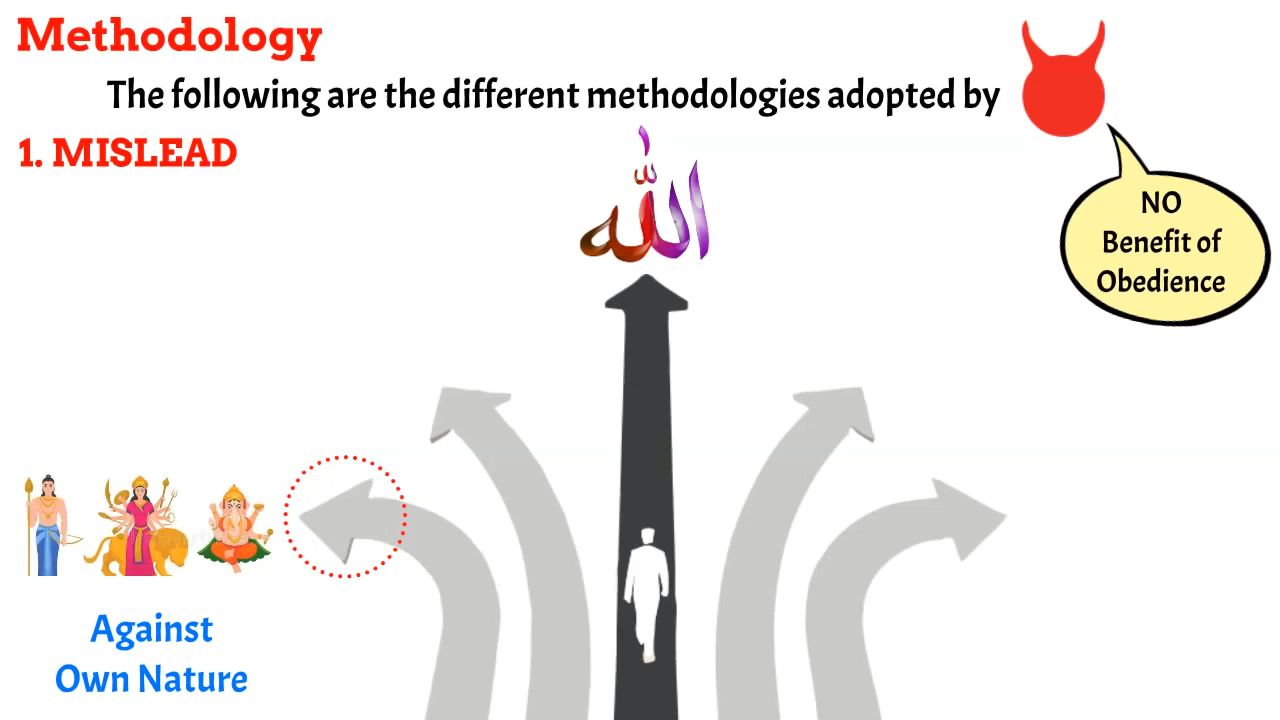 Methodology
The following are the different methodologies adopted by
1. MISLEAD
الله
NO
Benefit of
Obedience
Against
Own Nature